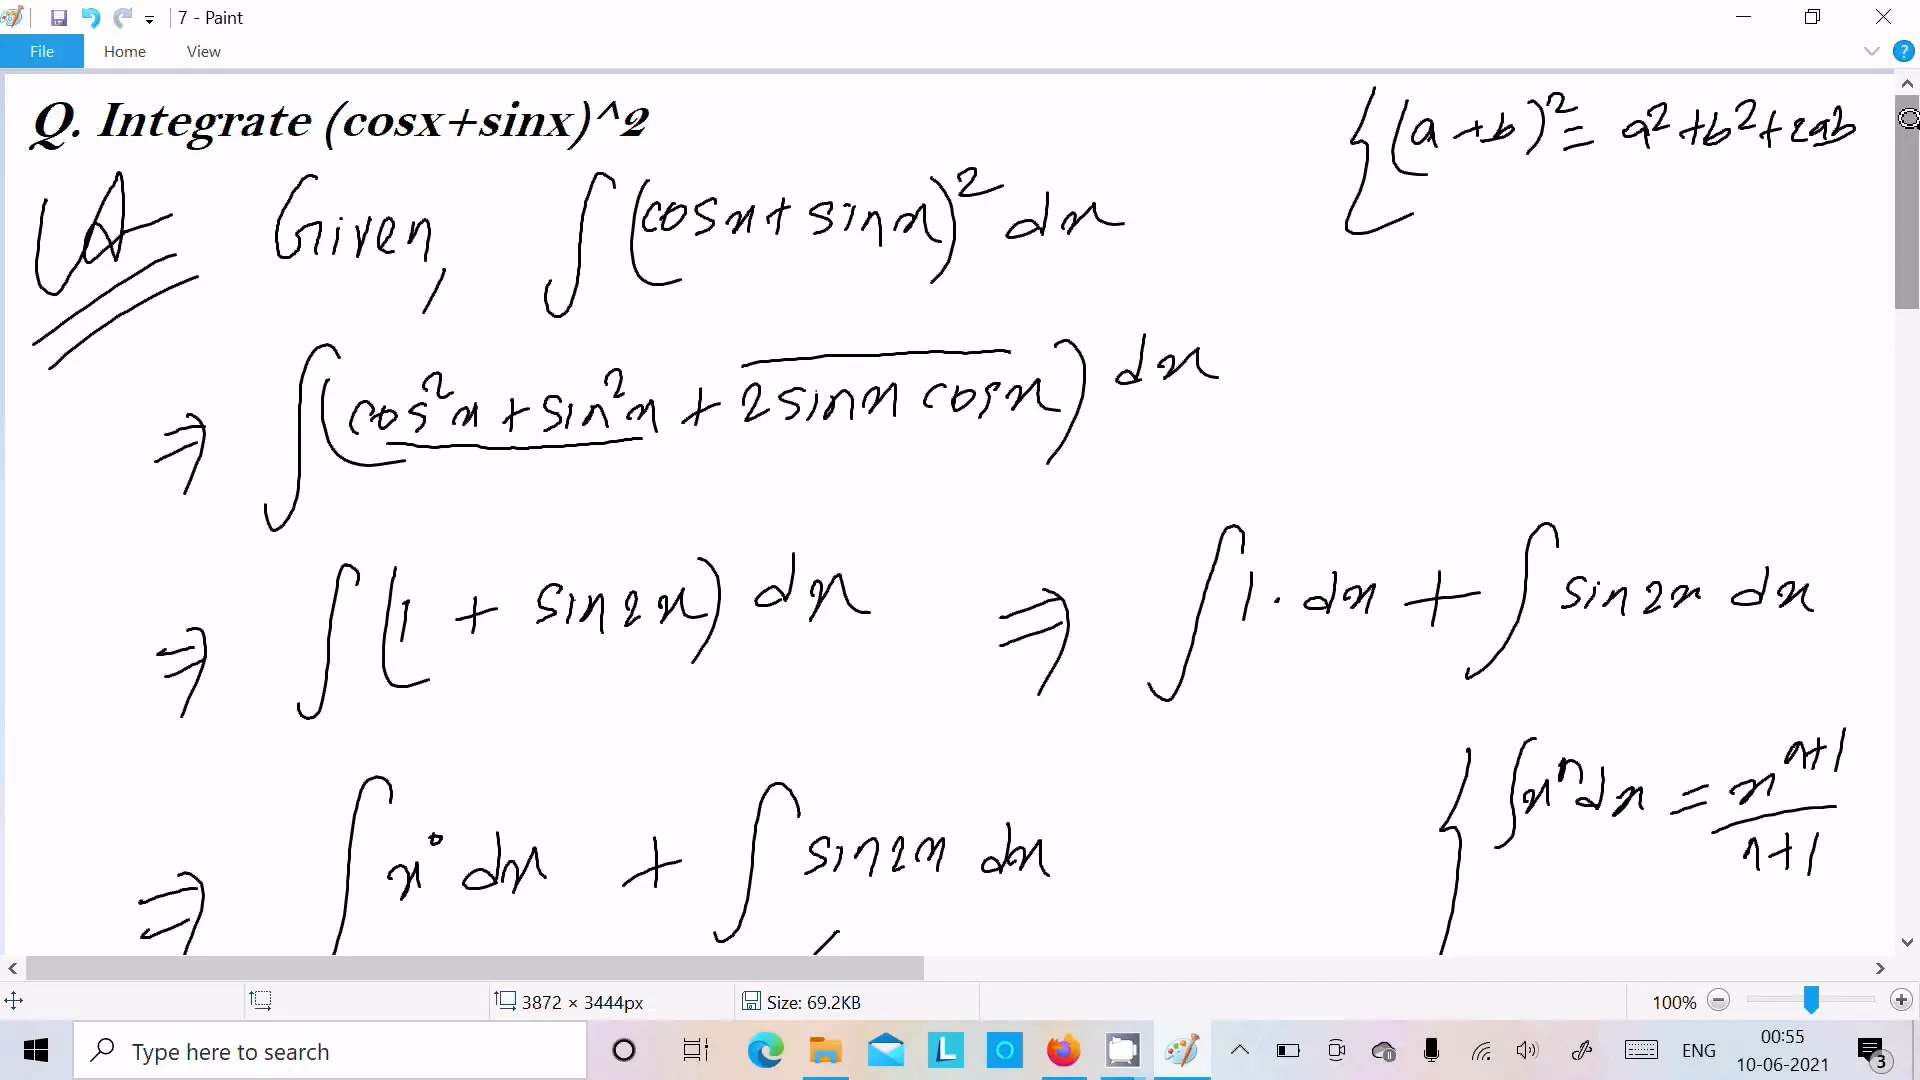 7 - Paint
File Home View
Q. Integrate (cosx+sinx)^2
{(a+b)² = a²+b²+2ab
A Given, ∫(cosx+sinx)² dx
⇒ ∫(cos²x+sin²x+2sinx cosx) dx
⇒ ∫(1 + sin2x) dx ⇒ ∫1. dx + ∫sin2x dx
{∫xⁿdx = xⁿ⁺¹/n+1
⇒ ∫x° dx + ∫sin2x dx
3872 × 3444px Size: 69.2KB 100%
Type here to search
L
ENG
00:55
10-06-2021
3